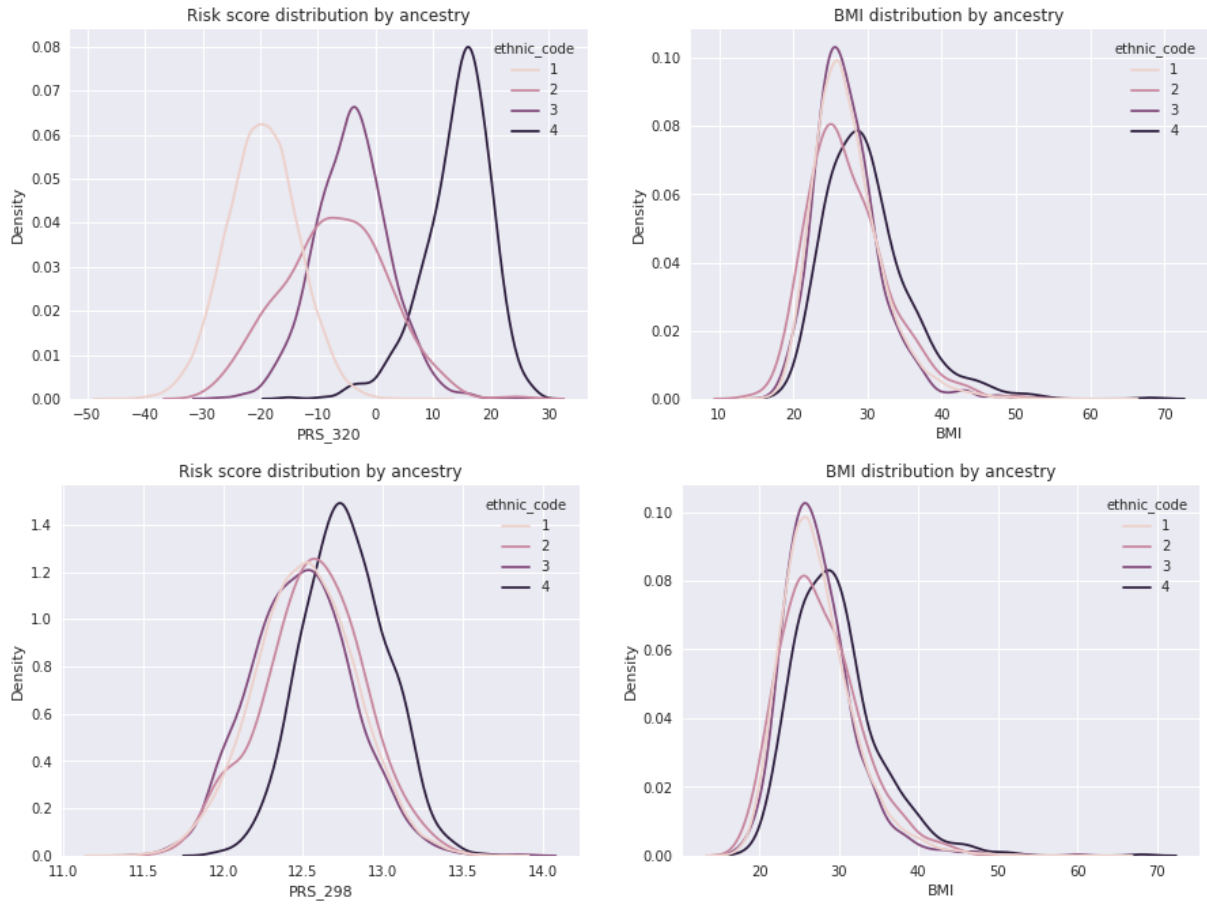 Risk score distribution by ancestry
0.08
0.07
0.06
0.05
0.04
0.03
0.02
0.01
0.00
Density
ethnic_code
1
2
3
4
−50 −40 −30 −20 −10 0 10 20 30
PRS_320
BMI distribution by ancestry
0.10
0.08
0.06
0.04
0.02
0.00
Density
ethnic_code
1
2
3
4
10 20 30 40 50 60 70
BMI
Risk score distribution by ancestry
1.4
1.2
1.0
0.8
0.6
0.4
0.2
0.0
Density
ethnic_code
1
2
3
4
11.0 11.5 12.0 12.5 13.0 13.5 14.0
PRS_298
BMI distribution by ancestry
0.10
0.08
0.06
0.04
0.02
0.00
Density
ethnic_code
1
2
3
4
20 30 40 50 60 70
BMI